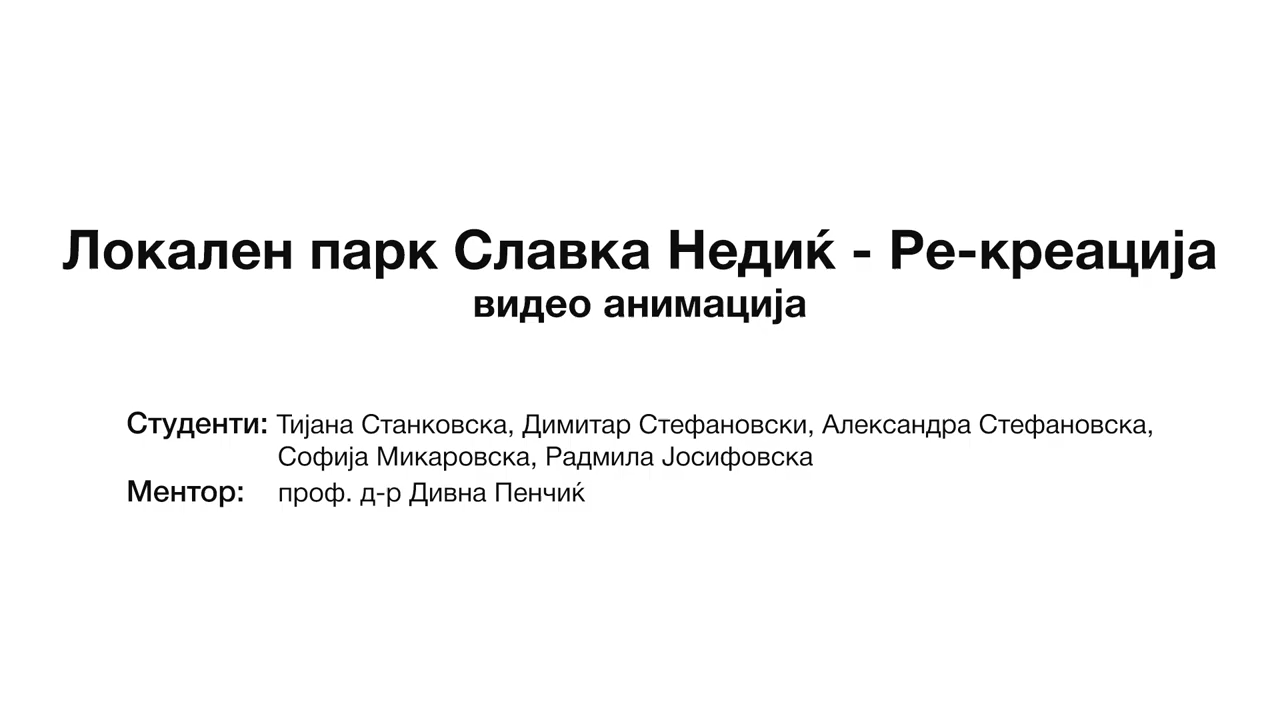 Локален парк Славка Недиќ - Ре-креација
видео анимација
Студенти: Тијана Станковска, Димитар Стефановски, Александра Стефановска,
Софија Микаровска, Радмила Јосифовска
Ментор: проф. д-р Дивна Пенчиќ